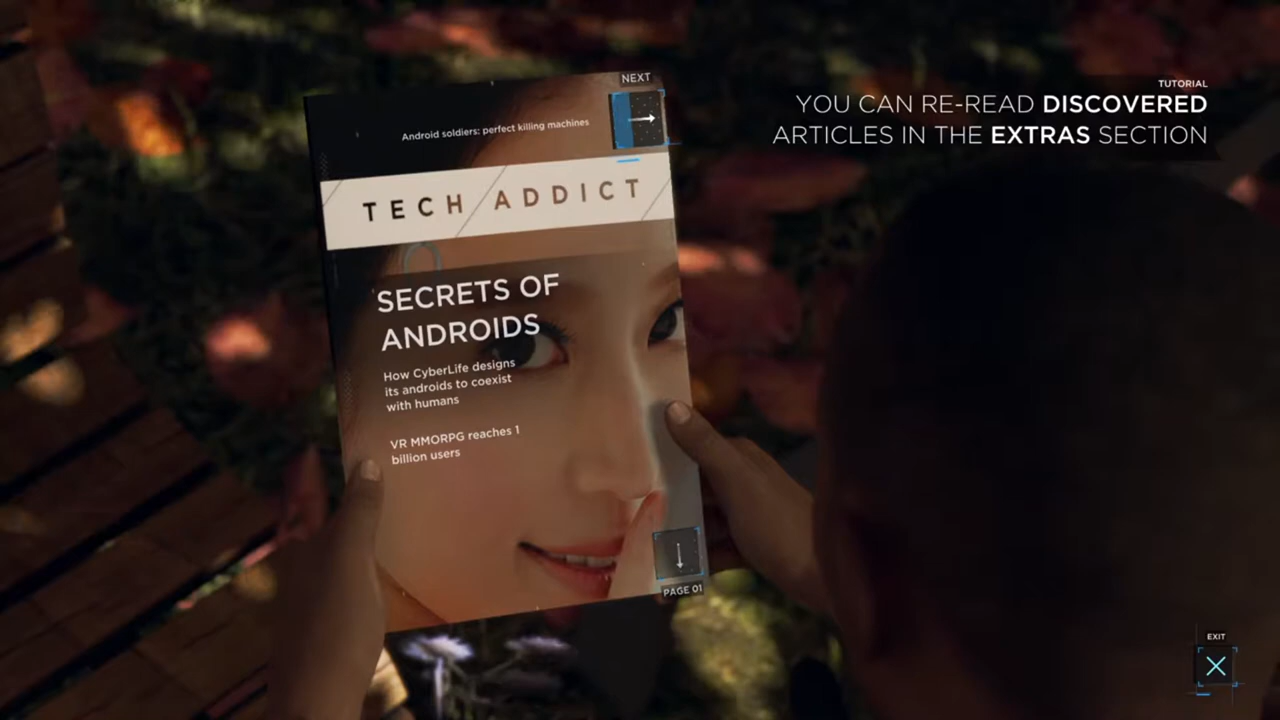 NEXT
Android soldiers: perfect killing machines
TECH ADDICT
SECRETS OF
ANDROIDS
How CyberLife designs
its androids to coexist
with humans
VR MMORPG reaches 1
billion users
PAGE 01
TUTORIAL
YOU CAN RE-READ DISCOVERED
ARTICLES IN THE EXTRAS SECTION
EXIT